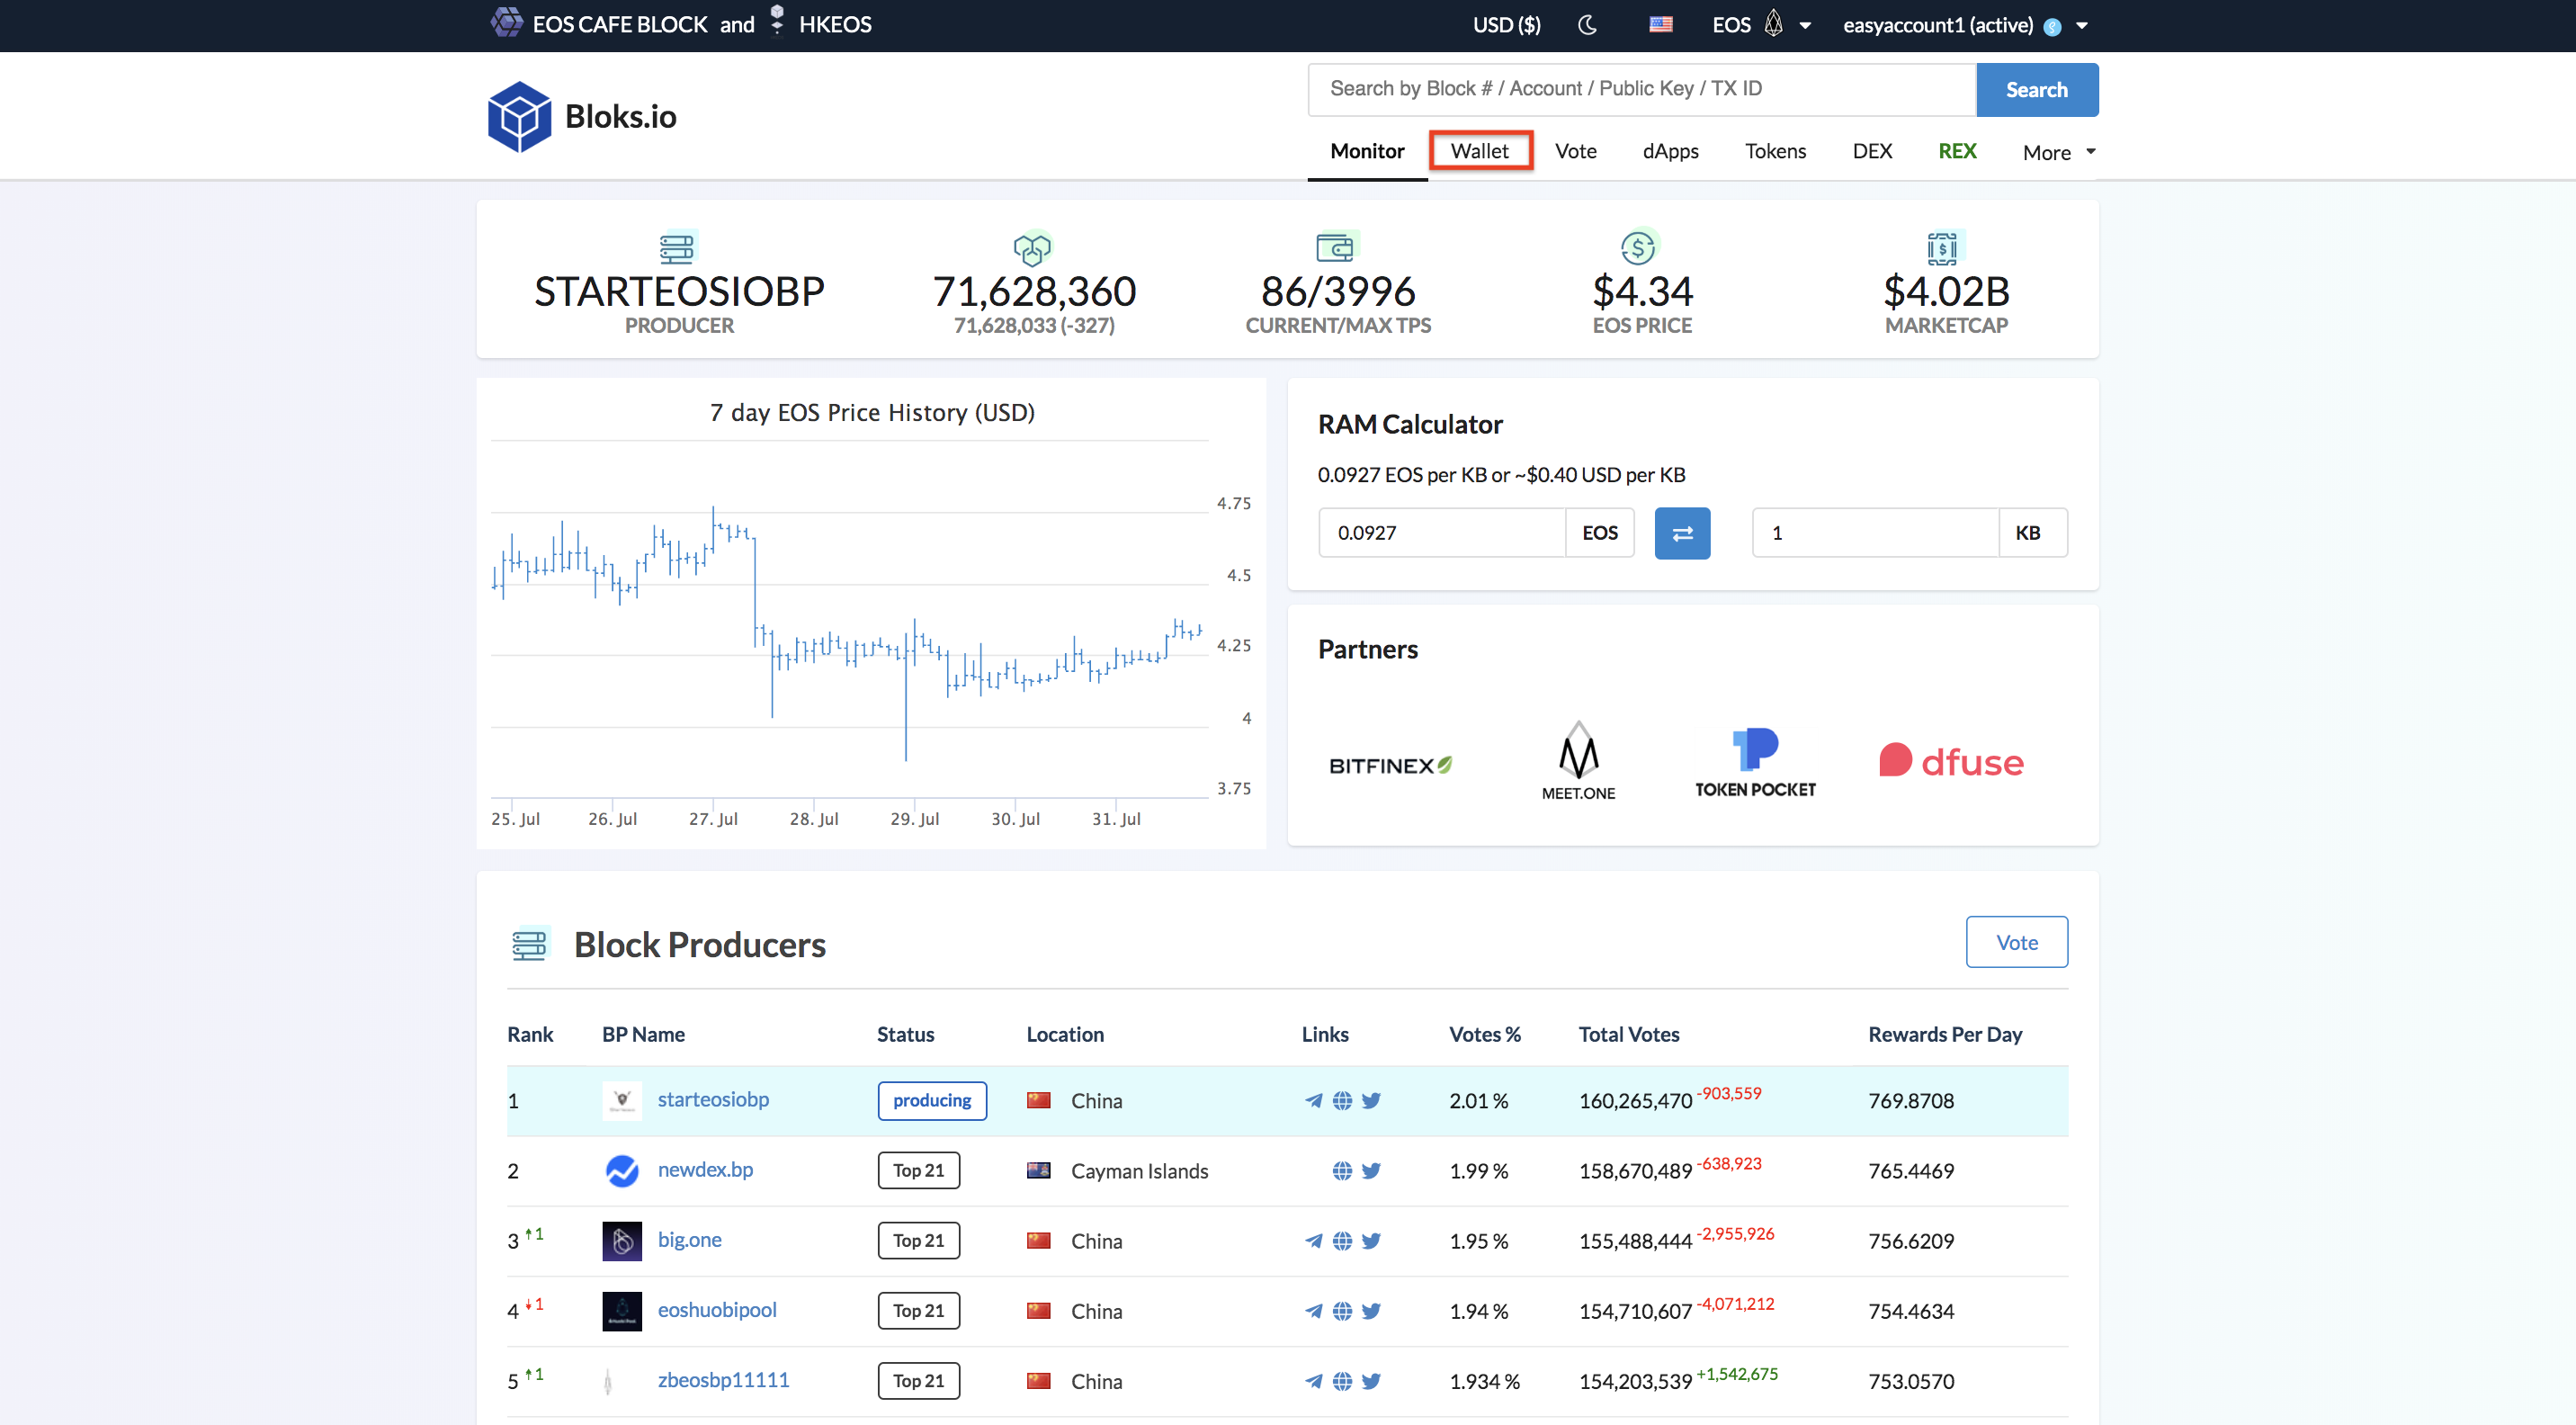 EOS CAFE BLOCK and HKEOS
USD ($) EOS easyaccount1 (active)
Bloks.io
Search by Block # / Account / Public Key / TX ID Search
Monitor Wallet Vote dApps Tokens DEX REX More
STARTEOSIOBP 71,628,360 86/3996 $4.34 $4.02B
PRODUCER 71,628,033 (-327) CURRENT/MAX TPS EOS PRICE MARKETCAP
7 day EOS Price History (USD)
4.75
4.5
4.25
4
3.75
25. Jul 26. Jul 27. Jul 28. Jul 29. Jul 30. Jul 31. Jul
RAM Calculator
0.0927 EOS per KB or ~$0.40 USD per KB
0.0927 EOS 1 KB
Partners
BITFINEX MEET.ONE TOKEN POCKET dfuse
Block Producers Vote
Rank BP Name Status Location Links Votes % Total Votes Rewards Per Day
1 starteosiobp producing China 2.01 % 160,265,470 -903,559 769.8708
2 newdex.bp Top 21 Cayman Islands 1.99 % 158,670,489 -638,923 765.4469
3 ↑1 big.one Top 21 China 1.95 % 155,488,444 -2,955,926 756.6209
4 ↓1 eoshuobipool Top 21 China 1.94 % 154,710,607 -4,071,212 754.4634
5 ↑1 zbeosbp11111 Top 21 China 1.934 % 154,203,539 +1,542,675 753.0570